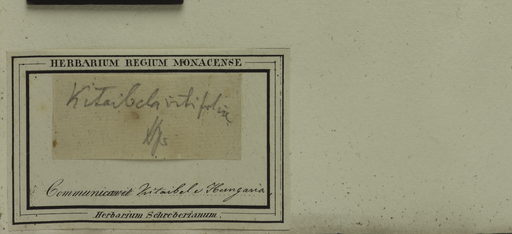 HERBARIUM REGIUM MONACENSE
Kitaibela vitifolia
Communicavit Kitaibel e Hungaria,
Herbarium Schreberianum.